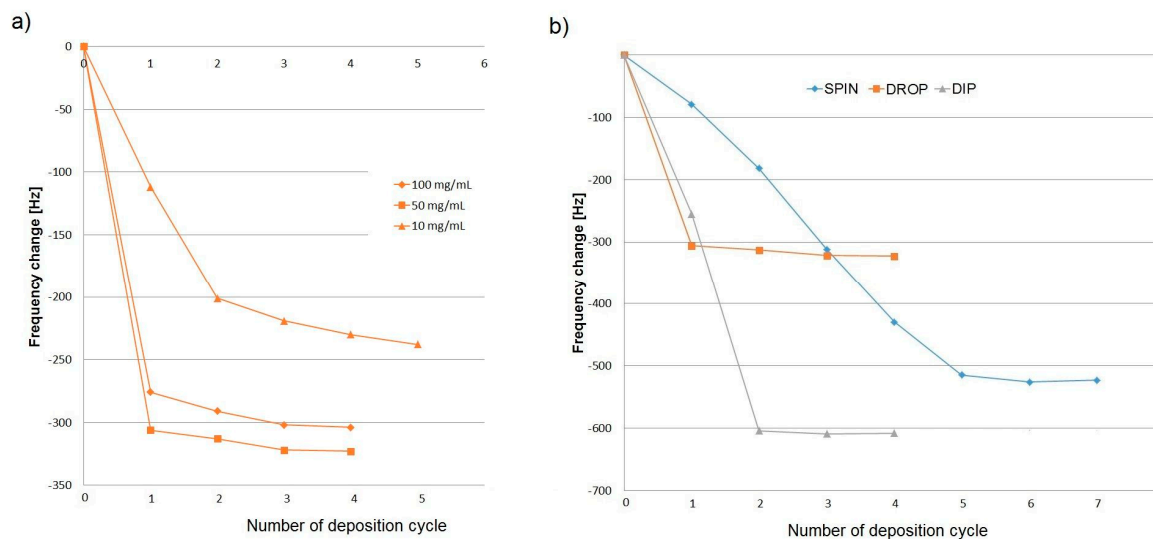 a)
0
0 1 2 3 4 5 6
-50
-100
-150
-200
-250
-300
-350
Frequency change [Hz]
100 mg/mL
50 mg/mL
10 mg/mL
0 1 2 3 4 5
Number of deposition cycle
b)
SPIN DROP DIP
-100
-200
-300
-400
-500
-600
-700
Frequency change [Hz]
0 1 2 3 4 5 6 7
Number of deposition cycle